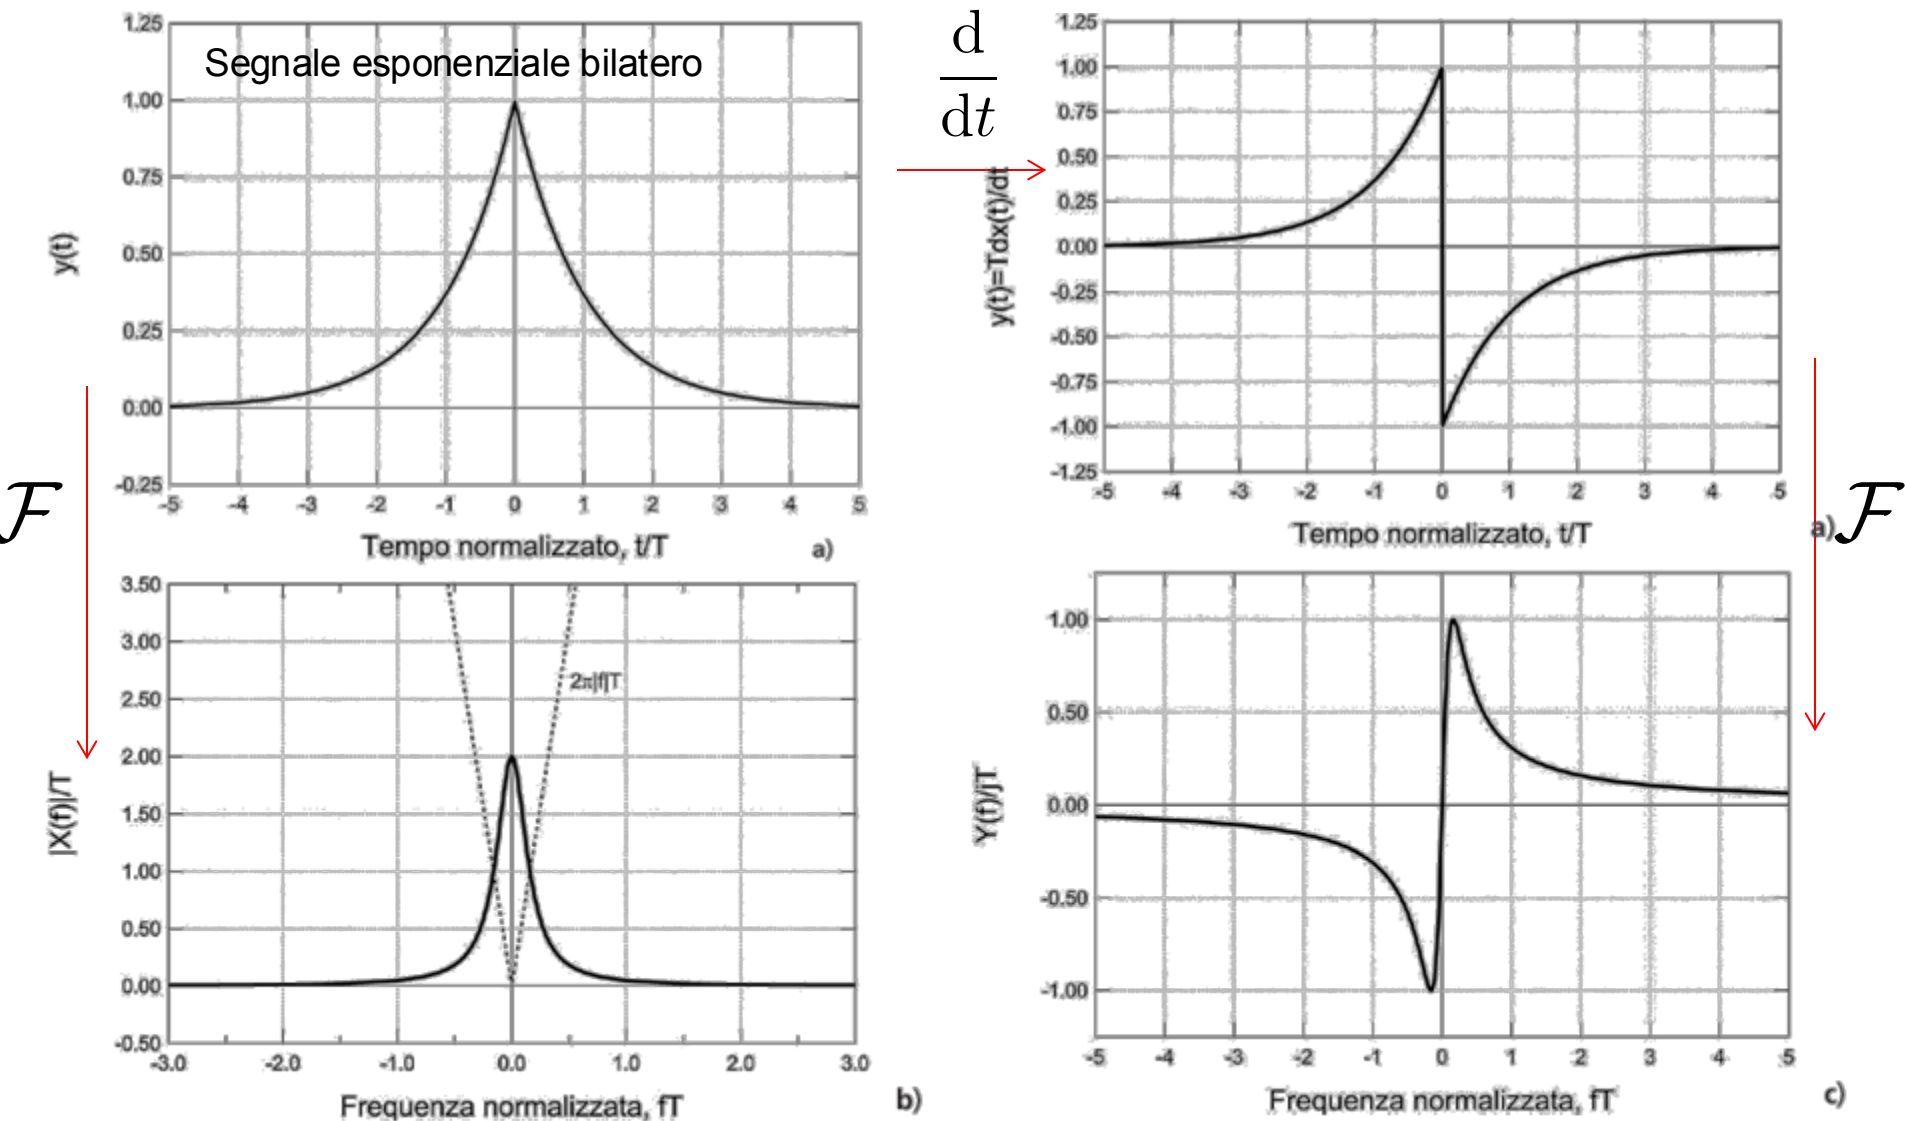 Segnale esponenziale bilatero
1.25
1.00
0.75
0.50
0.25
0.00
-0.25
y(t)
-5 -4 -3 -2 -1 0 1 2 3 4 5
Tempo normalizzato, t/T a)
d
dt
1.25
1.00
0.75
0.50
0.25
0.00
-0.25
-0.50
-0.75
-1.00
-1.25
y(t)=Tdx(t)/dt
-5 -4 -3 -2 -1 0 1 2 3 4 5
Tempo normalizzato, t/T a)
ℱ
ℱ
3.50
3.00
2.50
2.00
1.50
1.00
0.50
0.00
-0.50
2π|f|T
|X(f)|/T
-3.0 -2.0 -1.0 0.0 1.0 2.0 3.0
Frequenza normalizzata, fT b)
1.00
0.50
0.00
-0.50
-1.00
Y(f)/jT
-5 -4 -3 -2 -1 0 1 2 3 4 5
Frequenza normalizzata, fT c)